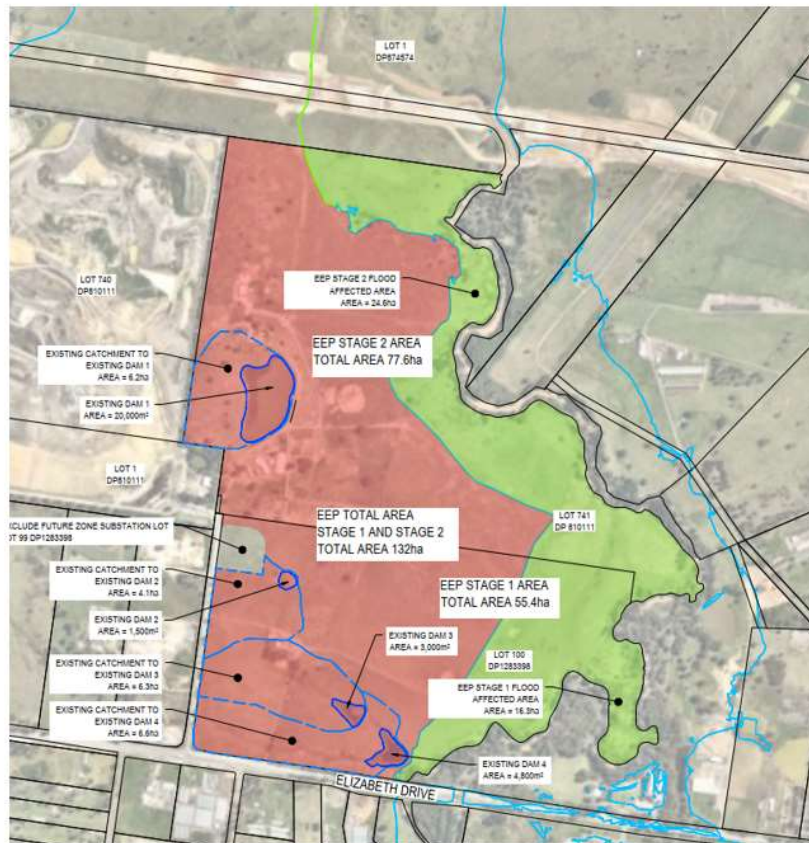 LOT 1
DP674574
LOT 740
DP810111
EEP STAGE 2 FLOOD
AFFECTED AREA
AREA = 24.6ha
EEP STAGE 2 AREA
TOTAL AREA 77.6ha
EXISTING CATCHMENT TO
EXISTING DAM 1
AREA = 6.2ha
EXISTING DAM 1
AREA = 20,000m²
LOT 1
DP810111
EEP TOTAL AREA
STAGE 1 AND STAGE 2
TOTAL AREA 132ha
LOT 741
DP 810111
XCLUDE FUTURE ZONE SUBSTATION LOT
OT 99 DP1283398
EXISTING CATCHMENT TO
EXISTING DAM 2
AREA = 4.1ha
EEP STAGE 1 AREA
TOTAL AREA 55.4ha
EXISTING DAM 2
AREA = 1,500m²
EXISTING DAM 3
AREA = 3,000m²
LOT 100
DP1283398
EXISTING CATCHMENT TO
EXISTING DAM 3
AREA = 6.3ha
EEP STAGE 1 FLOOD
AFFECTED AREA
AREA = 16.3ha
EXISTING CATCHMENT TO
EXISTING DAM 4
AREA = 6.6ha
EXISTING DAM 4
AREA = 4,800m²
ELIZABETH DRIVE